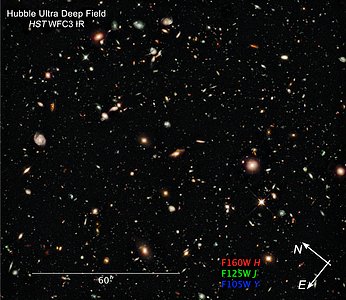 Hubble Ultra Deep Field
HST WFC3 IR
60"
F160W H
F125W J
F105W Y
N
E